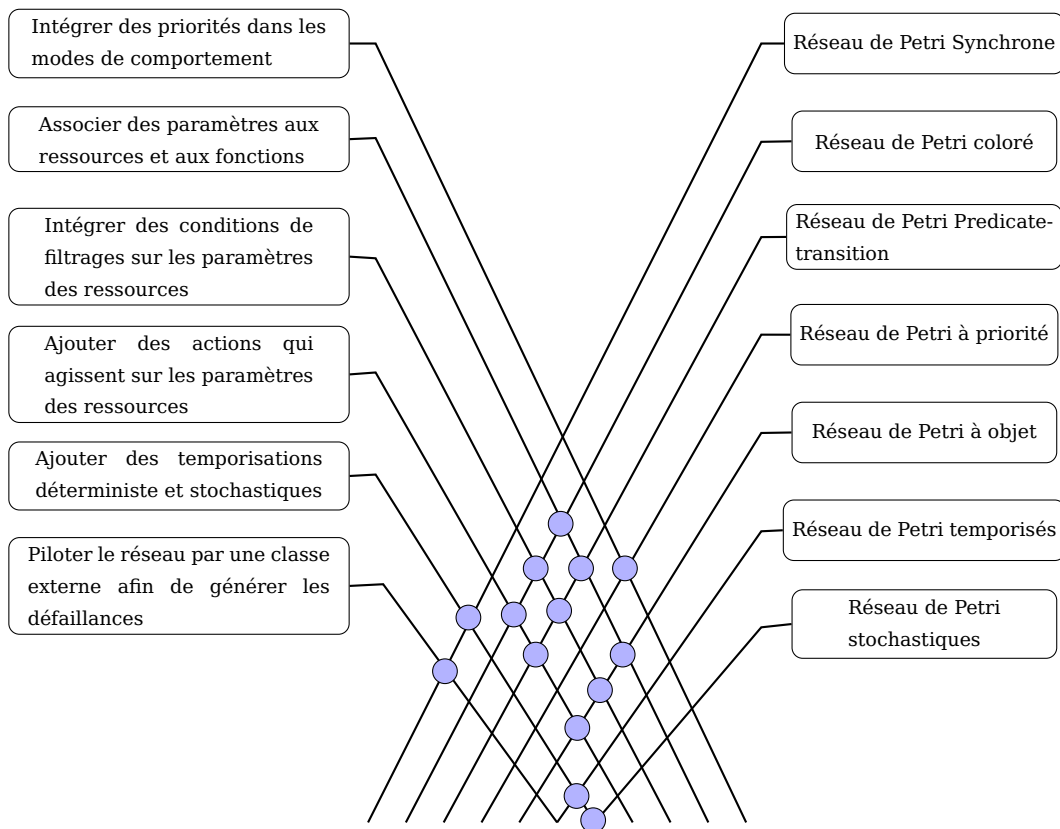 Intégrer des priorités dans les
modes de comportement
Associer des paramètres aux
ressources et aux fonctions
Intégrer des conditions de
filtrages sur les paramètres
des ressources
Ajouter des actions qui
agissent sur les paramètres
des ressources
Ajouter des temporisations
déterministe et stochastiques
Piloter le réseau par une classe
externe afin de générer les
défaillances
Réseau de Petri Synchrone
Réseau de Petri coloré
Réseau de Petri Predicate-
transition
Réseau de Petri à priorité
Réseau de Petri à objet
Réseau de Petri temporisés
Réseau de Petri
stochastiques